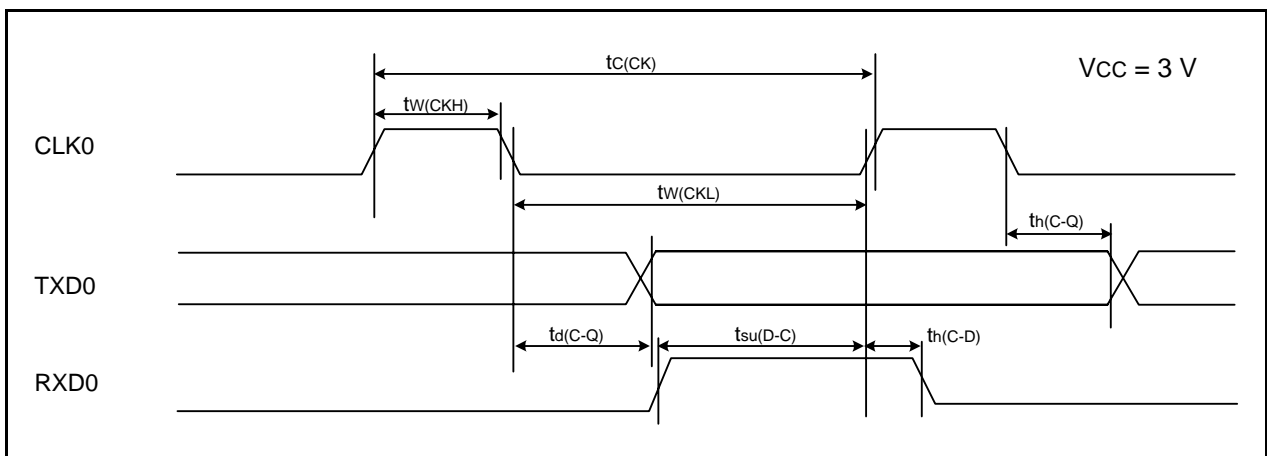 tC(CK)
VCC = 3 V
tW(CKH)
CLK0
tW(CKL)
th(C-Q)
TXD0
td(C-Q)
tsu(D-C)
th(C-D)
RXD0